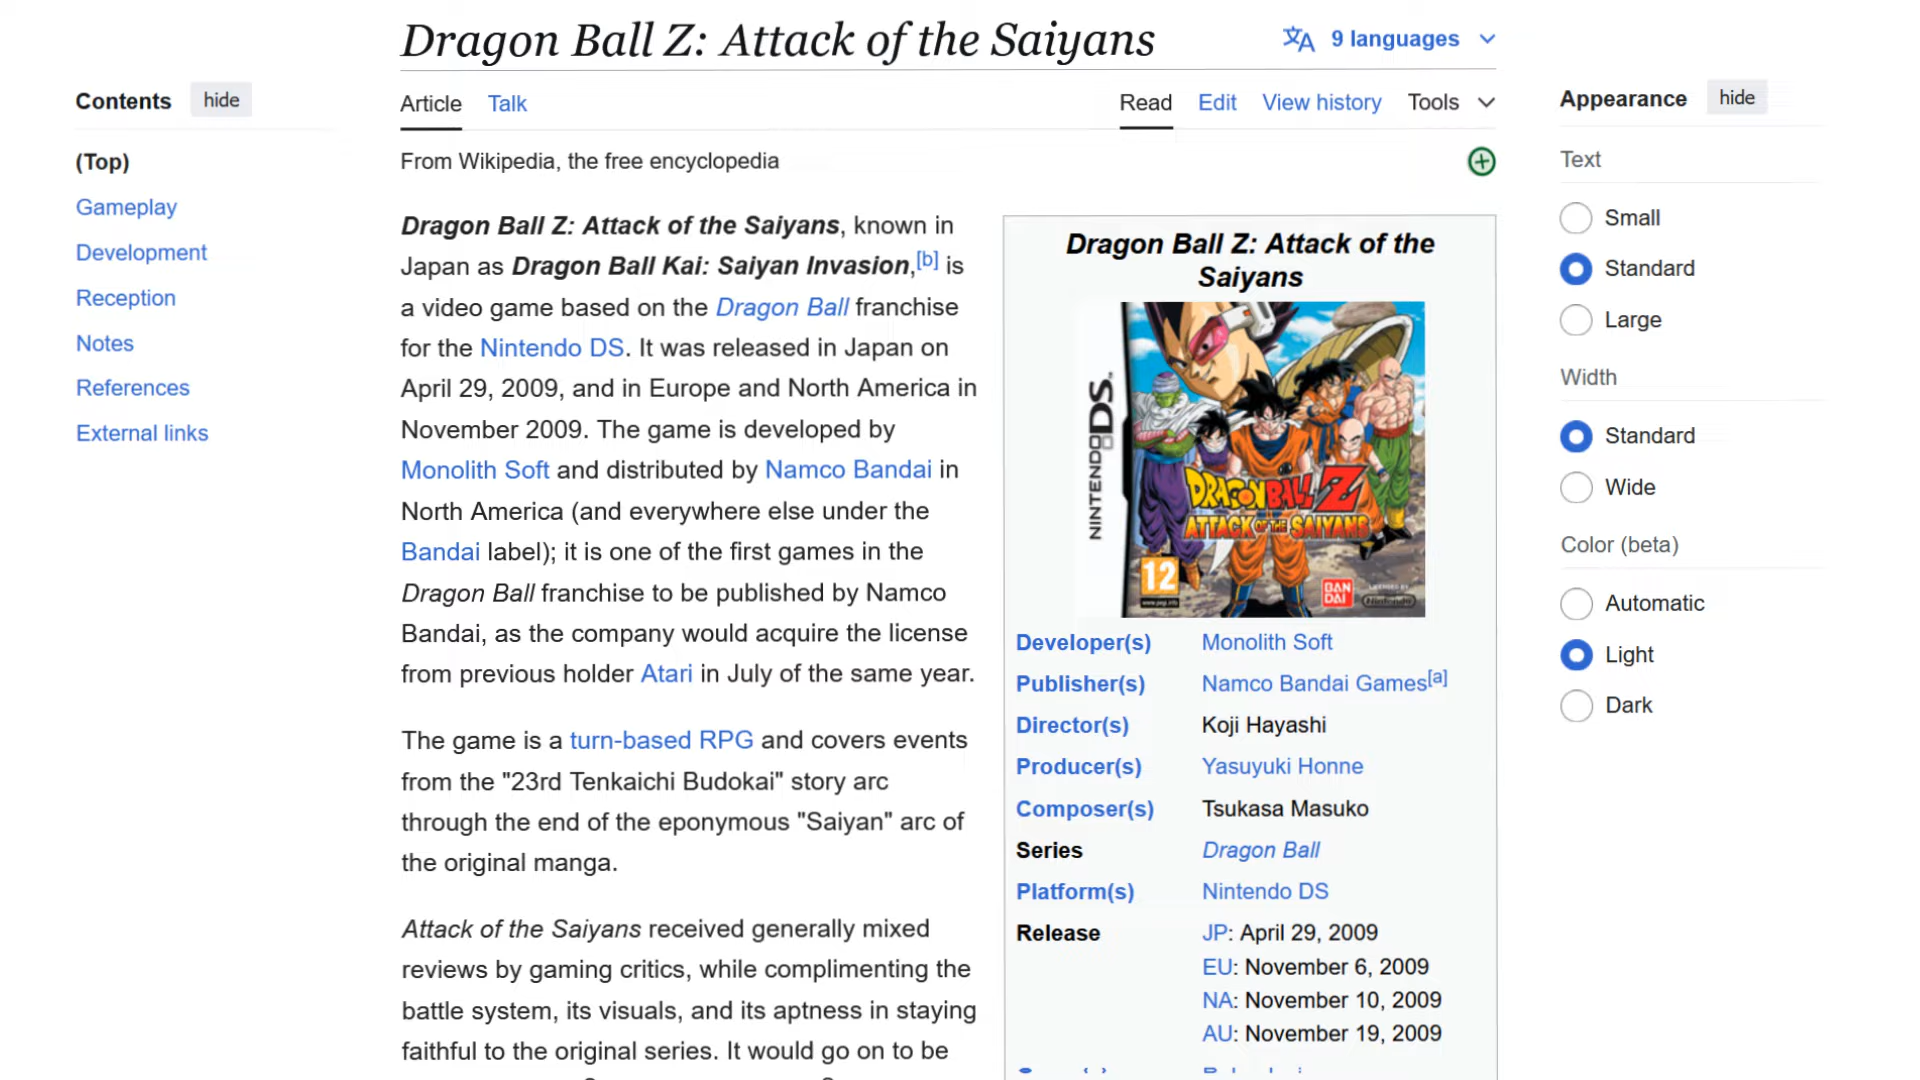 Dragon Ball Z: Attack of the Saiyans
9 languages
Contents hide
(Top)
Gameplay
Development
Reception
Notes
References
External links
Article Talk
Read Edit View history Tools
From Wikipedia, the free encyclopedia
Dragon Ball Z: Attack of the Saiyans, known in
Japan as Dragon Ball Kai: Saiyan Invasion,[b] is
a video game based on the Dragon Ball franchise
for the Nintendo DS. It was released in Japan on
April 29, 2009, and in Europe and North America in
November 2009. The game is developed by
Monolith Soft and distributed by Namco Bandai in
North America (and everywhere else under the
Bandai label); it is one of the first games in the
Dragon Ball franchise to be published by Namco
Bandai, as the company would acquire the license
from previous holder Atari in July of the same year.
The game is a turn-based RPG and covers events
from the "23rd Tenkaichi Budokai" story arc
through the end of the eponymous "Saiyan" arc of
the original manga.
Attack of the Saiyans received generally mixed
reviews by gaming critics, while complimenting the
battle system, its visuals, and its aptness in staying
faithful to the original series. It would go on to be
Dragon Ball Z: Attack of the
Saiyans
NINTENDO DS
DRAGON BALL Z
ATTACK OF THE SAIYANS
12
www.pegi.info
BAN
DAI
LICENSED BY
Nintendo
Developer(s) Monolith Soft
Publisher(s) Namco Bandai Games[a]
Director(s) Koji Hayashi
Producer(s) Yasuyuki Honne
Composer(s) Tsukasa Masuko
Series Dragon Ball
Platform(s) Nintendo DS
Release JP: April 29, 2009
EU: November 6, 2009
NA: November 10, 2009
AU: November 19, 2009
Appearance hide
Text
Small
Standard
Large
Width
Standard
Wide
Color (beta)
Automatic
Light
Dark